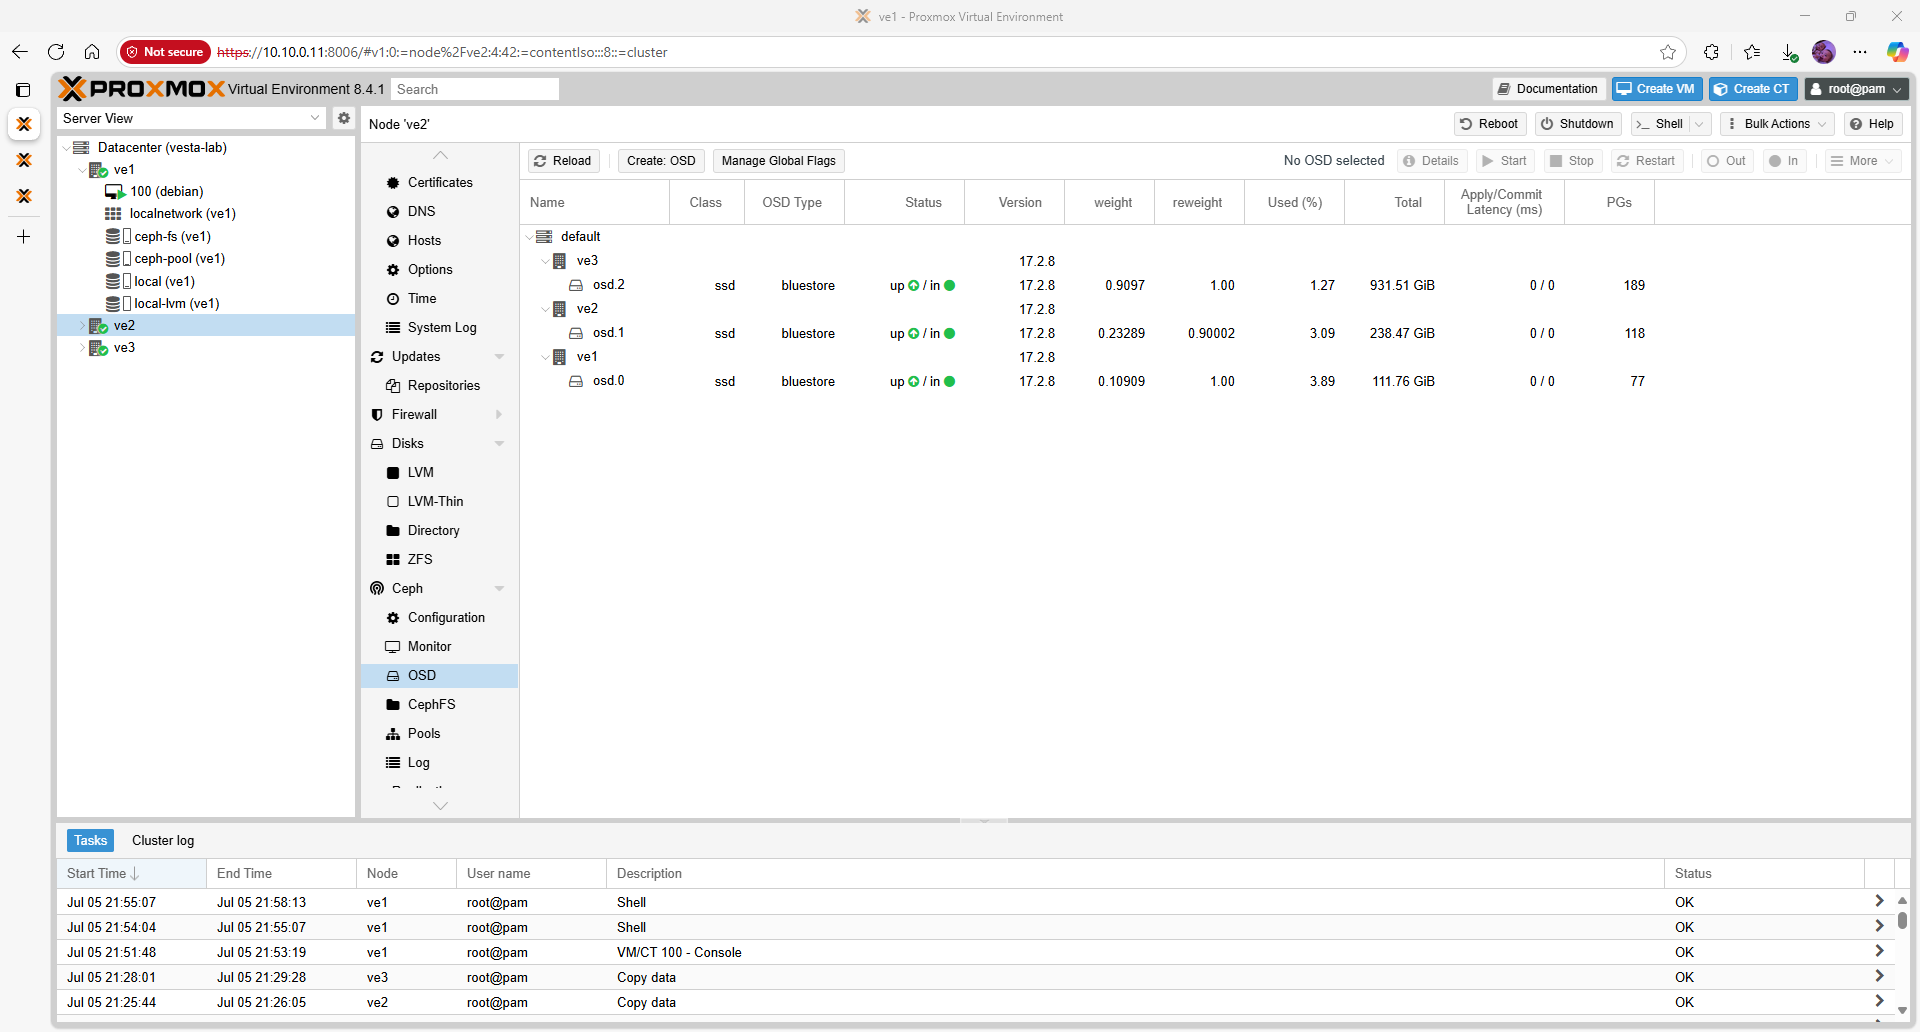 ve1 - Proxmox Virtual Environment
Not secure https://10.10.0.11:8006/#v1:0:=node%2Fve2:4:42:=contentIso:::8::=cluster
PROXMOX Virtual Environment 8.4.1 Search Documentation Create VM Create CT root@pam
Server View
Node 've2' Reboot Shutdown >_ Shell Bulk Actions Help
Datacenter (vesta-lab)
ve1
100 (debian)
localnetwork (ve1)
ceph-fs (ve1)
ceph-pool (ve1)
local (ve1)
local-lvm (ve1)
ve2
ve3
Certificates
DNS
Hosts
Options
Time
System Log
Updates
Repositories
Firewall
Disks
LVM
LVM-Thin
Directory
ZFS
Ceph
Configuration
Monitor
OSD
CephFS
Pools
Log
Reload Create: OSD Manage Global Flags No OSD selected Details Start Stop Restart Out In More
Name Class OSD Type Status Version weight reweight Used (%) Total Apply/Commit Latency (ms) PGs
default
ve3 17.2.8
osd.2 ssd bluestore up / in 17.2.8 0.9097 1.00 1.27 931.51 GiB 0 / 0 189
ve2 17.2.8
osd.1 ssd bluestore up / in 17.2.8 0.23289 0.90002 3.09 238.47 GiB 0 / 0 118
ve1 17.2.8
osd.0 ssd bluestore up / in 17.2.8 0.10909 1.00 3.89 111.76 GiB 0 / 0 77
Tasks Cluster log
Start Time End Time Node User name Description Status
Jul 05 21:55:07 Jul 05 21:58:13 ve1 root@pam Shell OK
Jul 05 21:54:04 Jul 05 21:55:07 ve1 root@pam Shell OK
Jul 05 21:51:48 Jul 05 21:53:19 ve1 root@pam VM/CT 100 - Console OK
Jul 05 21:28:01 Jul 05 21:29:28 ve3 root@pam Copy data OK
Jul 05 21:25:44 Jul 05 21:26:05 ve2 root@pam Copy data OK